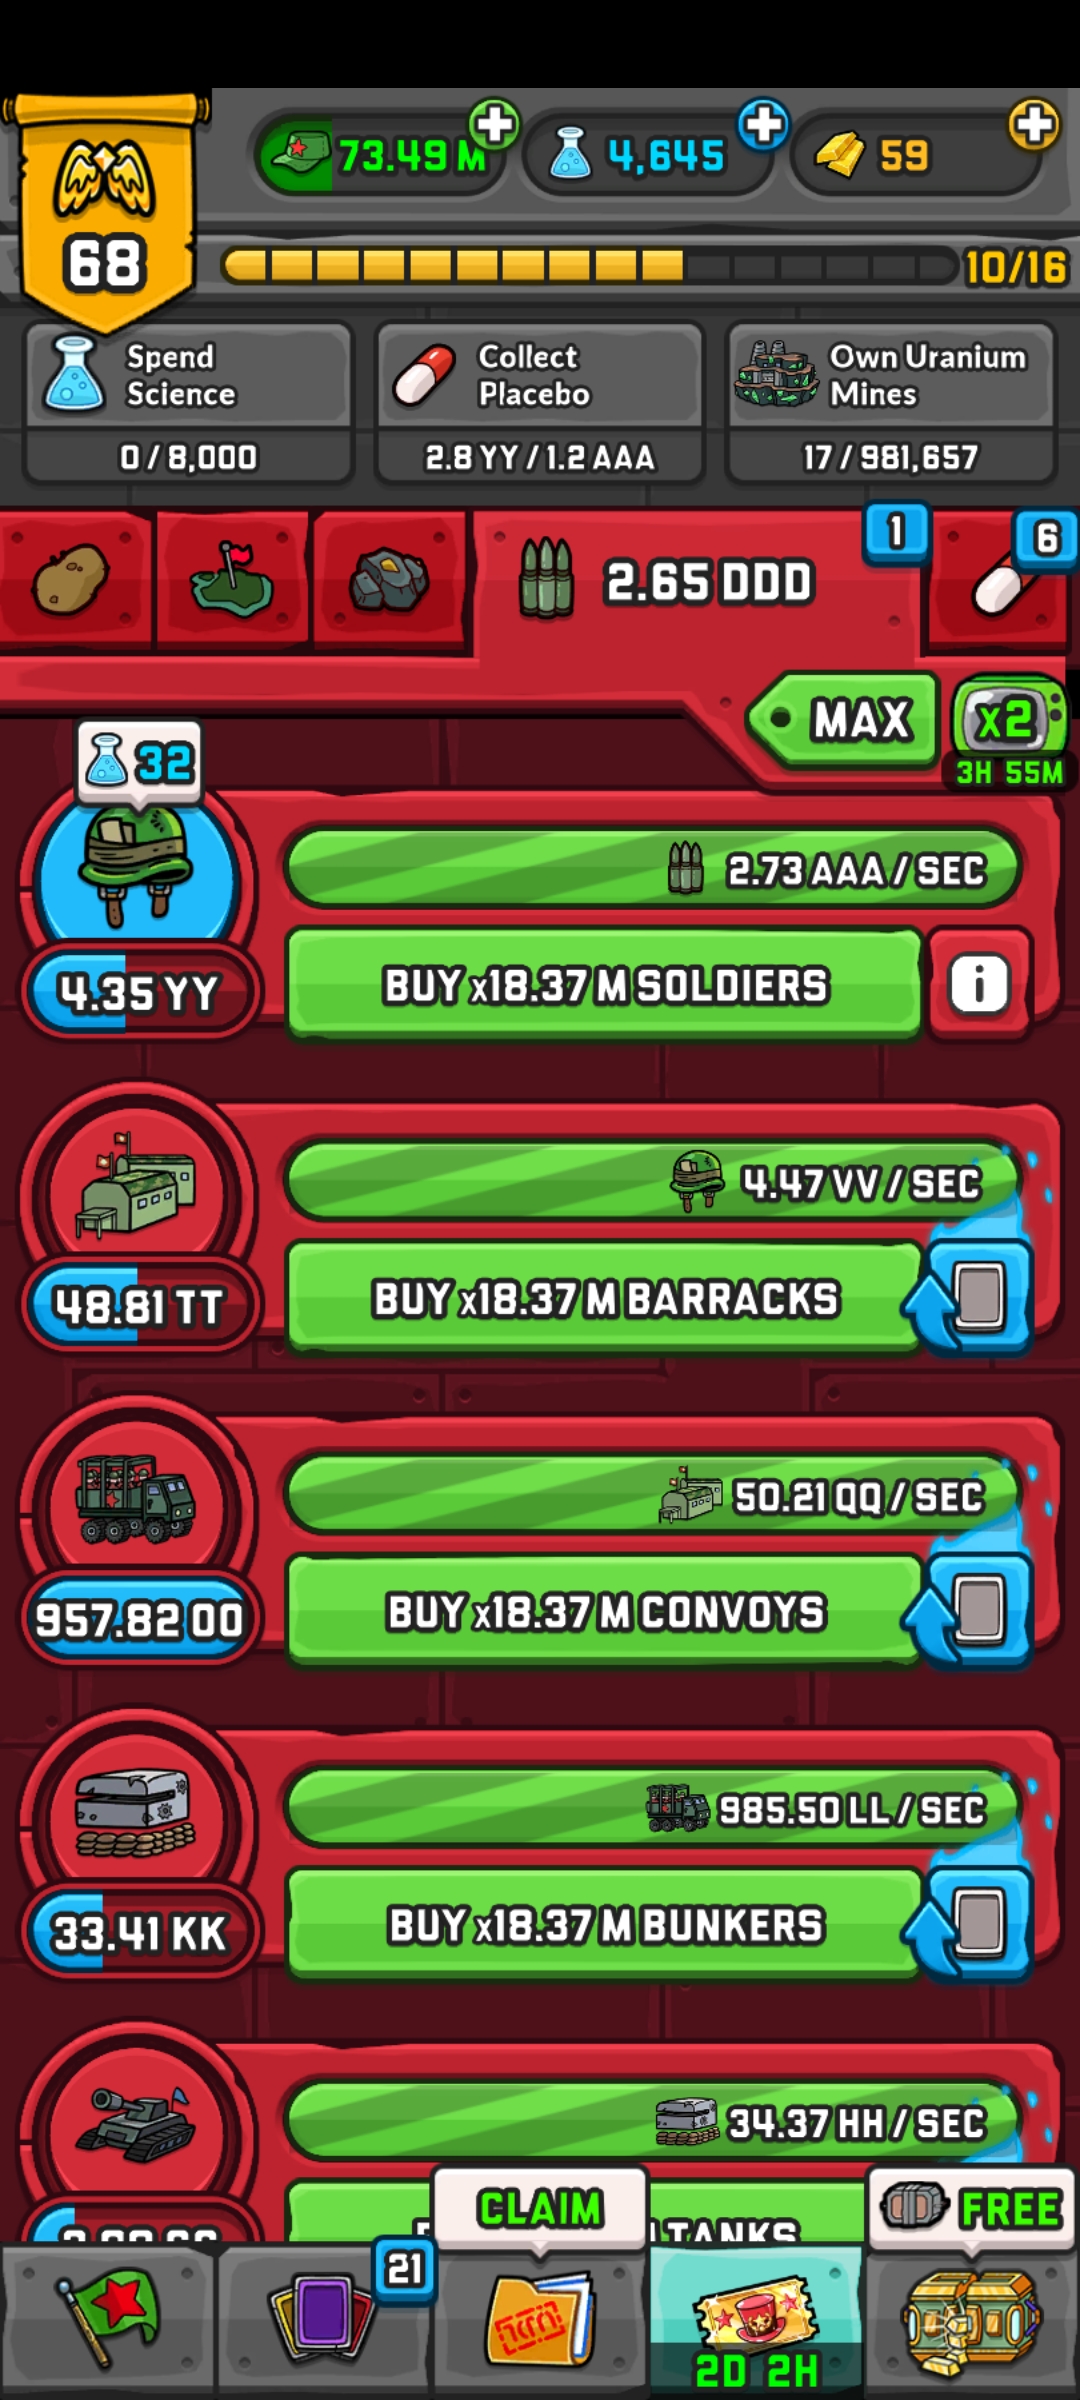 73.49 M
4,645
59
68
10/16
Spend
Science
0 / 8,000
Collect
Placebo
2.8 YY / 1.2 AAA
Own Uranium
Mines
17 / 981,657
2.65 DDD
1
6
MAX
x2
3H 55M
32
2.73 AAA / SEC
4.35 YY
BUY x18.37 M SOLDIERS
i
4.47 VV / SEC
48.81 TT
BUY x18.37 M BARRACKS
50.21 QQ / SEC
957.82 OO
BUY x18.37 M CONVOYS
985.50 LL / SEC
33.41 KK
BUY x18.37 M BUNKERS
34.37 HH / SEC
TANKS
CLAIM
FREE
21
2D 2H